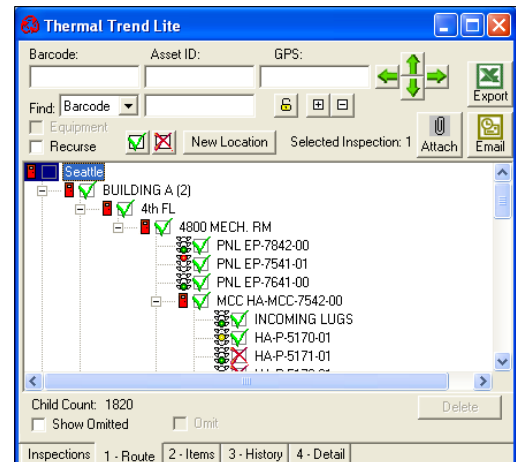 Thermal Trend Lite
Barcode: Asset ID: GPS:
Export
Find: Barcode
Equipment
Recurse New Location Selected Inspection: 1 Attach Email
Seattle
BUILDING A (2)
4th FL
4800 MECH. RM
PNL EP-7842-00
PNL EP-7541-01
PNL EP-7641-00
MCC HA-MCC-7542-00
INCOMING LUGS
HA-P-5170-01
HA-P-5171-01
Child Count: 1820 Delete
Show Omitted Omit
Inspections 1 - Route 2 - Items 3 - History 4 - Detail